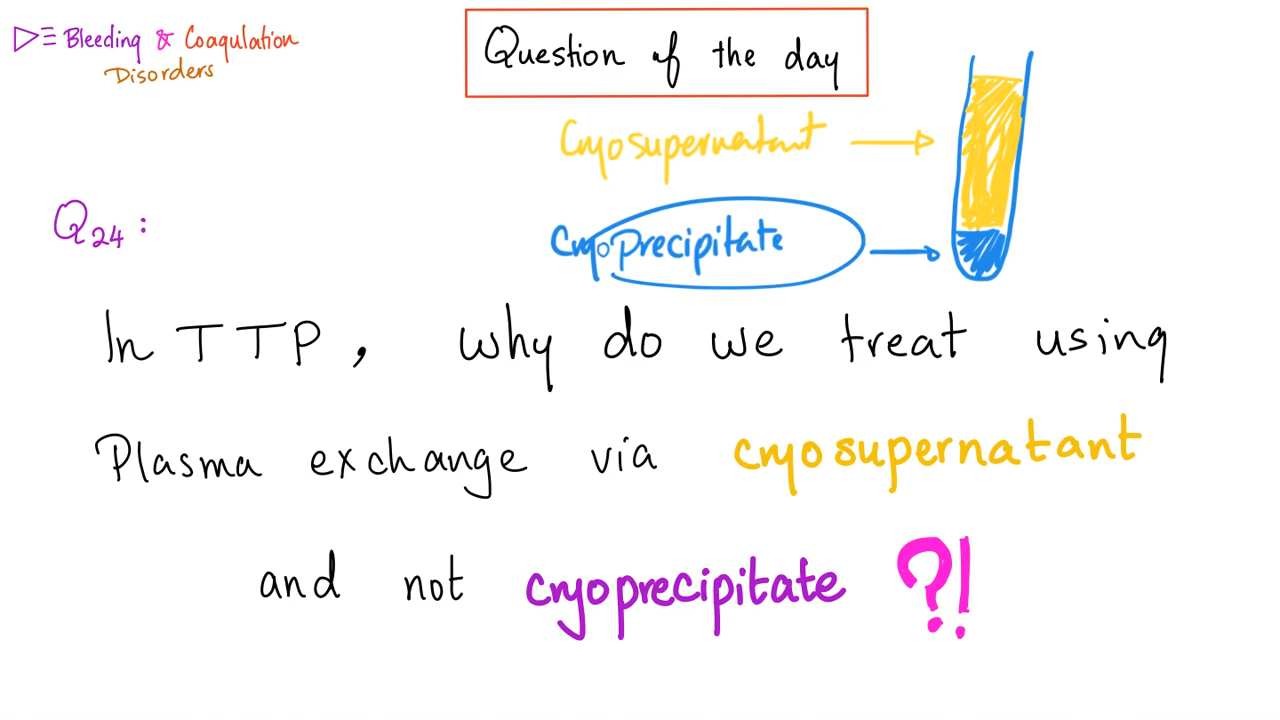 Bleeding & Coagulation
Disorders
Question of the day
Cryosupernatant
Q24:
Cryoprecipitate
In TTP, why do we treat using
Plasma exchange via cryosupernatant
and not cryoprecipitate ?!